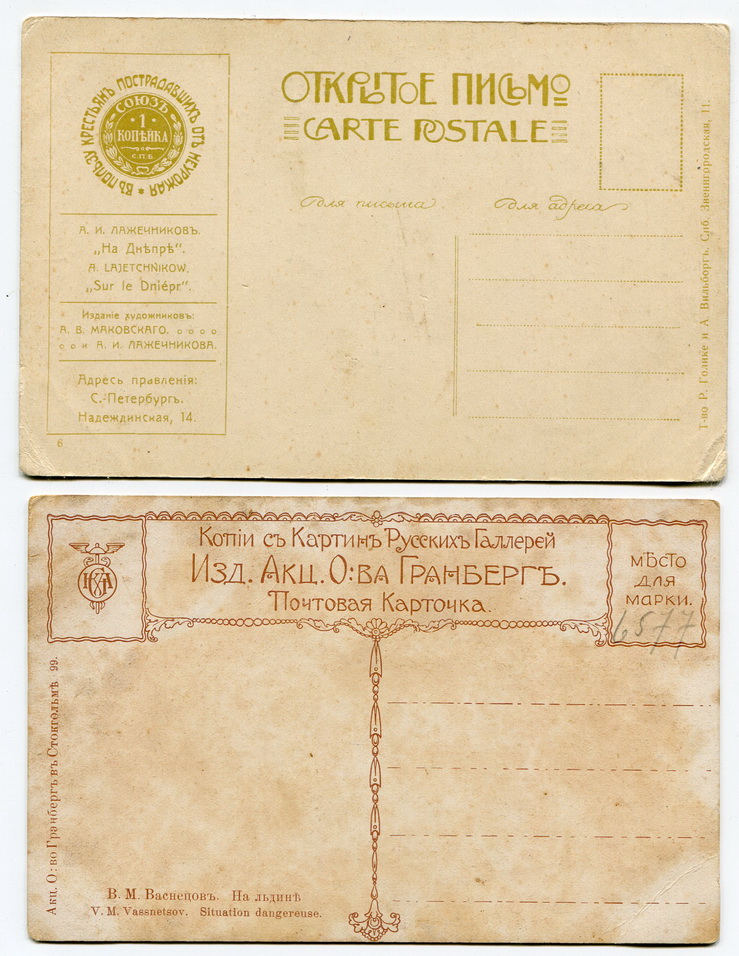 ВЪ ПОЛЬЗУ КРЕСТЬЯНЪ ПОСТРАДАВШИХЪ ОТЪ НЕУРОЖАЯ *
СОЮЗЪ
1
КОПѢЙКА
С.П.Б.
А. И. ЛАЖЕЧНИКОВЪ.
„На Днѣпрѣ".
A. LAJETCHNIKOW.
„Sur le Dniépr".
Изданіе художниковъ:
А. В. МАКОВСКАГО.
и А. И. ЛАЖЕЧНИКОВА.
Адресъ правленія:
С.-Петербургъ.
Надеждинская, 14.
6
ОТКРЫТОЕ ПИСЬМО
CARTE POSTALE
Для письма.
Для адреса
Т-во Р. Голике и А. Вильборгъ. Спб. Звенигородская, 11.
Копіи съ Картинъ Русскихъ Галлерей
Изд. Акц. О:ва Гранбергъ.
Почтовая Карточка.
МѢСТО
ДЛЯ
МАРКИ.
6577
Акц. О:во Гранбергъ въ Стокгольмѣ 99.
В. М. Васнецовъ. На льдинѣ
V. M. Vassnetsov. Situation dangereuse.